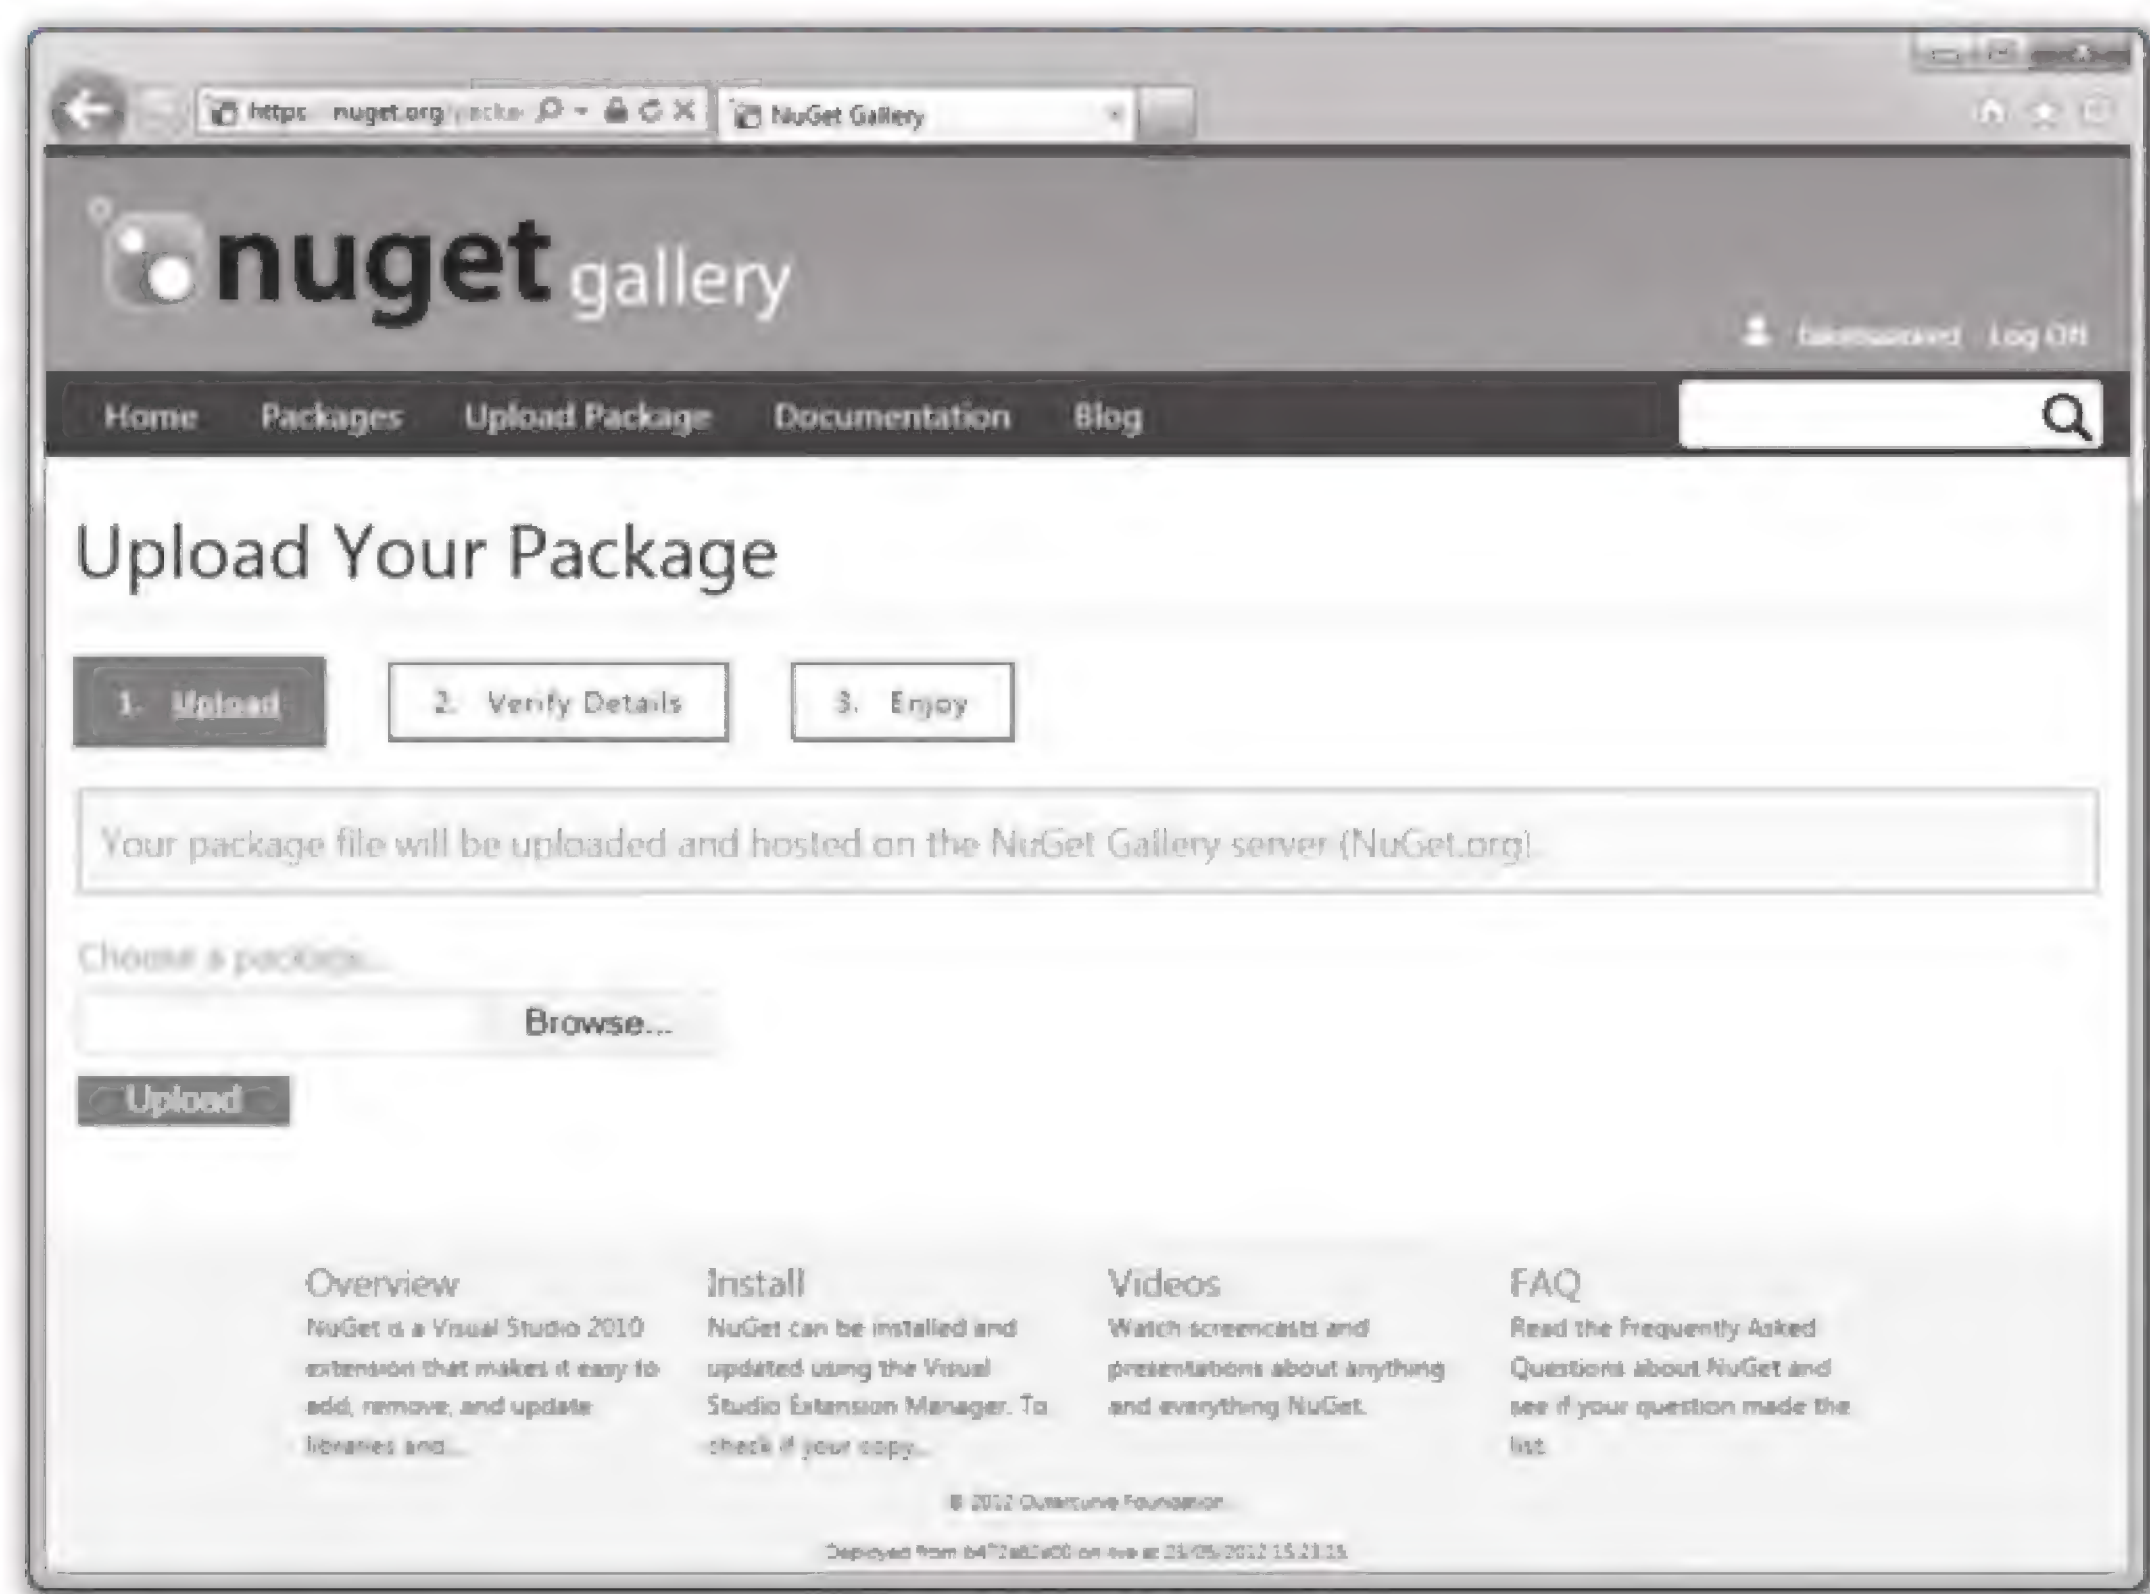 https nuget.org/packa
NuGet Gallery
nuget gallery
Log Off
Home Packages Upload Package Documentation Blog
Upload Your Package
1. Upload 2. Verify Details 3. Enjoy
Your package file will be uploaded and hosted on the NuGet Gallery server (NuGet.org).
Choose a package...
Browse...
Upload
Overview
NuGet is a Visual Studio 2010
extension that makes it easy to
add, remove, and update
libraries and...
Install
NuGet can be installed and
updated using the Visual
Studio Extension Manager. To
check if your copy...
Videos
Watch screencasts and
presentations about anything
and everything NuGet.
FAQ
Read the Frequently Asked
Questions about NuGet and
see if your question made the
list.
© 2012 Outercurve Foundation
Deployed from on at